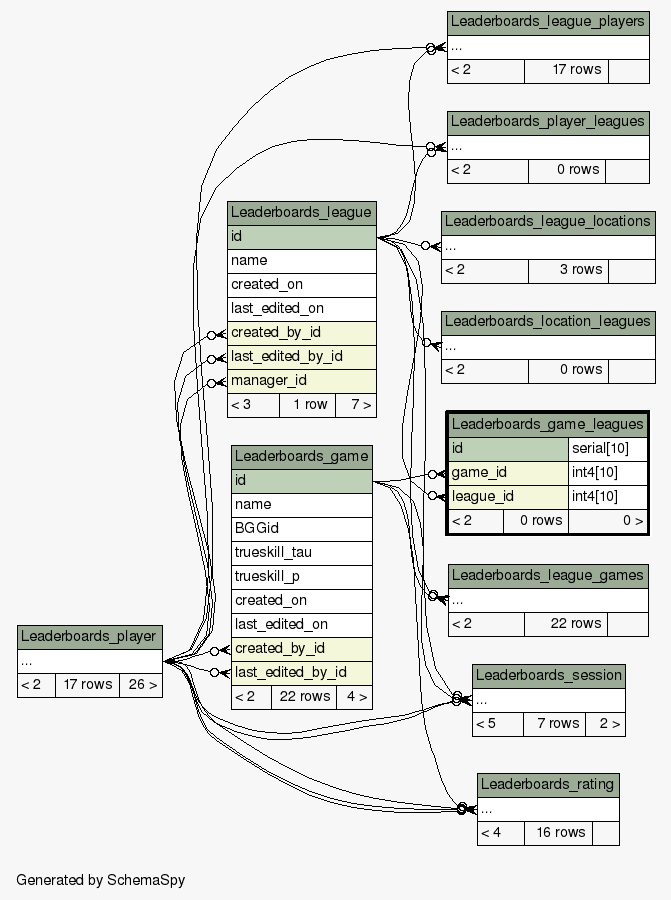 Leaderboards_league_players
...
< 2 17 rows
Leaderboards_player_leagues
...
< 2 0 rows
Leaderboards_league
id
name
created_on
last_edited_on
created_by_id
last_edited_by_id
manager_id
< 3 1 row 7 >
Leaderboards_league_locations
...
< 2 3 rows
Leaderboards_location_leagues
...
< 2 0 rows
Leaderboards_game_leagues
id serial[10]
game_id int4[10]
league_id int4[10]
< 2 0 rows 0 >
Leaderboards_game
id
name
BGGid
trueskill_tau
trueskill_p
created_on
last_edited_on
created_by_id
last_edited_by_id
< 2 22 rows 4 >
Leaderboards_league_games
...
< 2 22 rows
Leaderboards_player
...
< 2 17 rows 26 >
Leaderboards_session
...
< 5 7 rows 2 >
Leaderboards_rating
...
< 4 16 rows
Generated by SchemaSpy